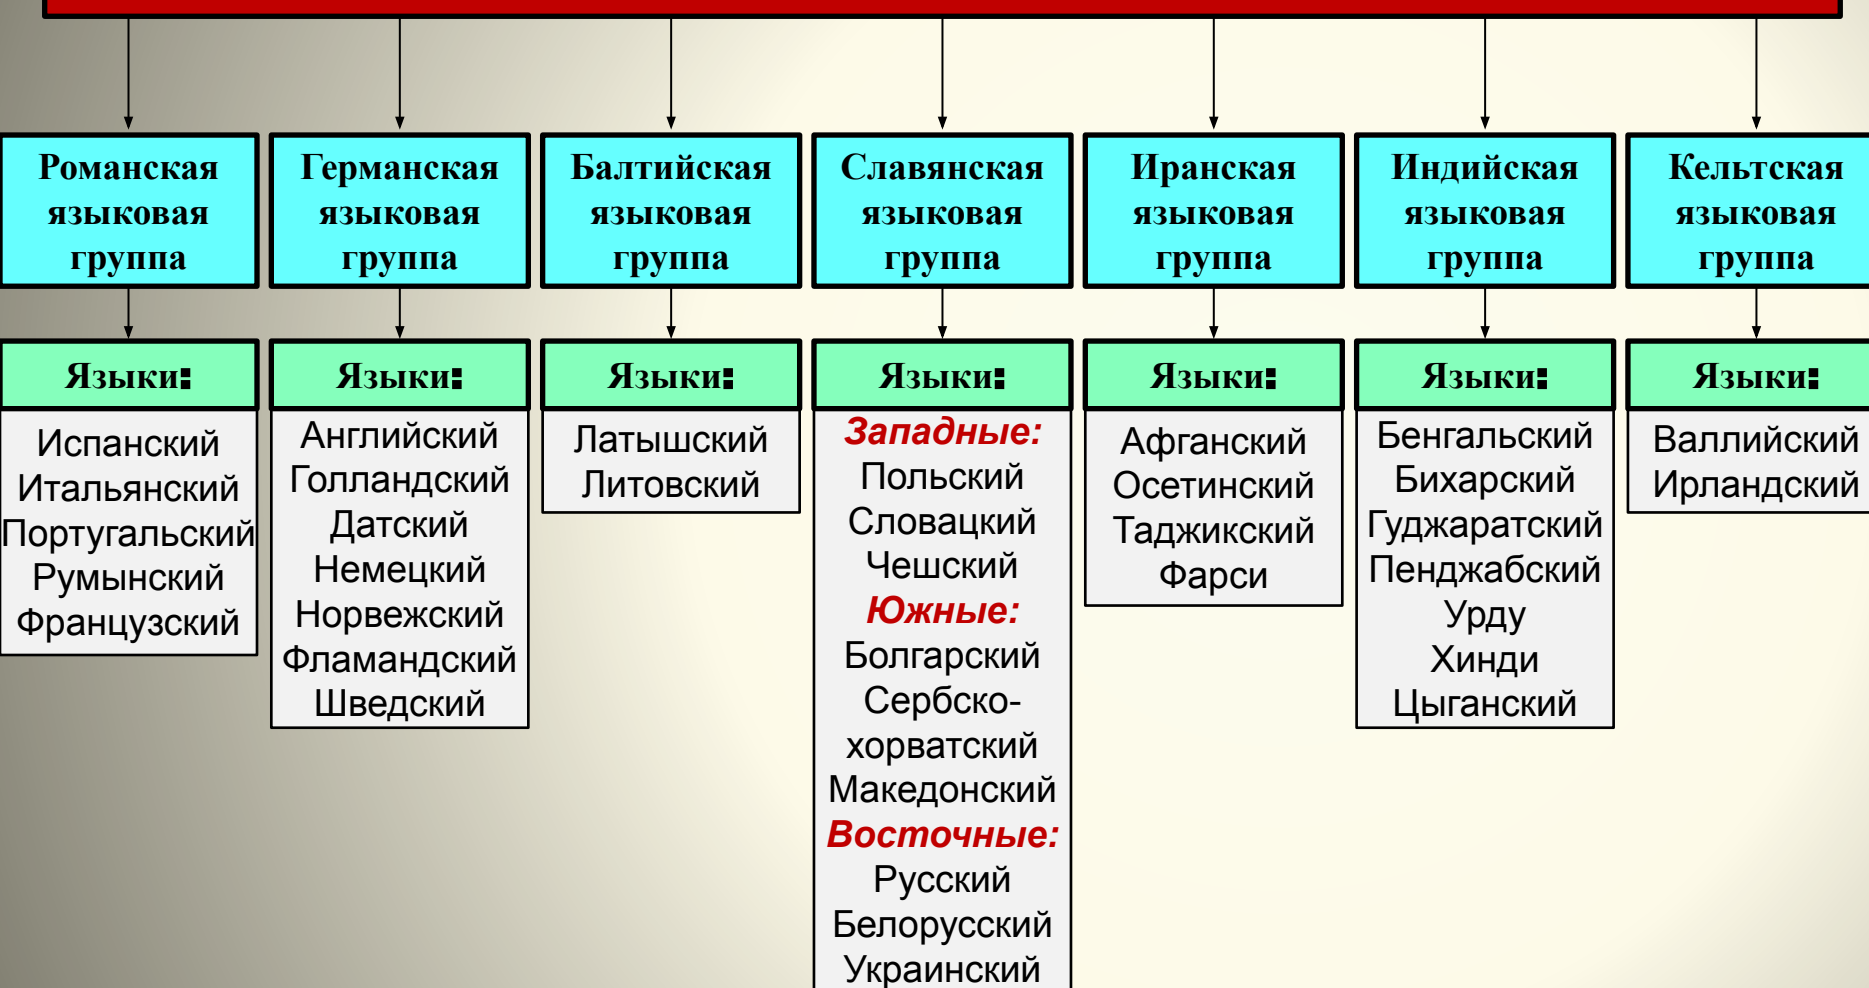 Романская
языковая
группа
Германская
языковая
группа
Балтийская
языковая
группа
Славянская
языковая
группа
Иранская
языковая
группа
Индийская
языковая
группа
Кельтская
языковая
группа
Языки:
Испанский
Итальянский
Португальский
Румынский
Французский
Языки:
Английский
Голландский
Датский
Немецкий
Норвежский
Фламандский
Шведский
Языки:
Латышский
Литовский
Языки:
Западные:
Польский
Словацкий
Чешский
Южные:
Болгарский
Сербско-
хорватский
Македонский
Восточные:
Русский
Белорусский
Украинский
Языки:
Афганский
Осетинский
Таджикский
Фарси
Языки:
Бенгальский
Бихарский
Гуджаратский
Пенджабский
Урду
Хинди
Цыганский
Языки:
Валлийский
Ирландский